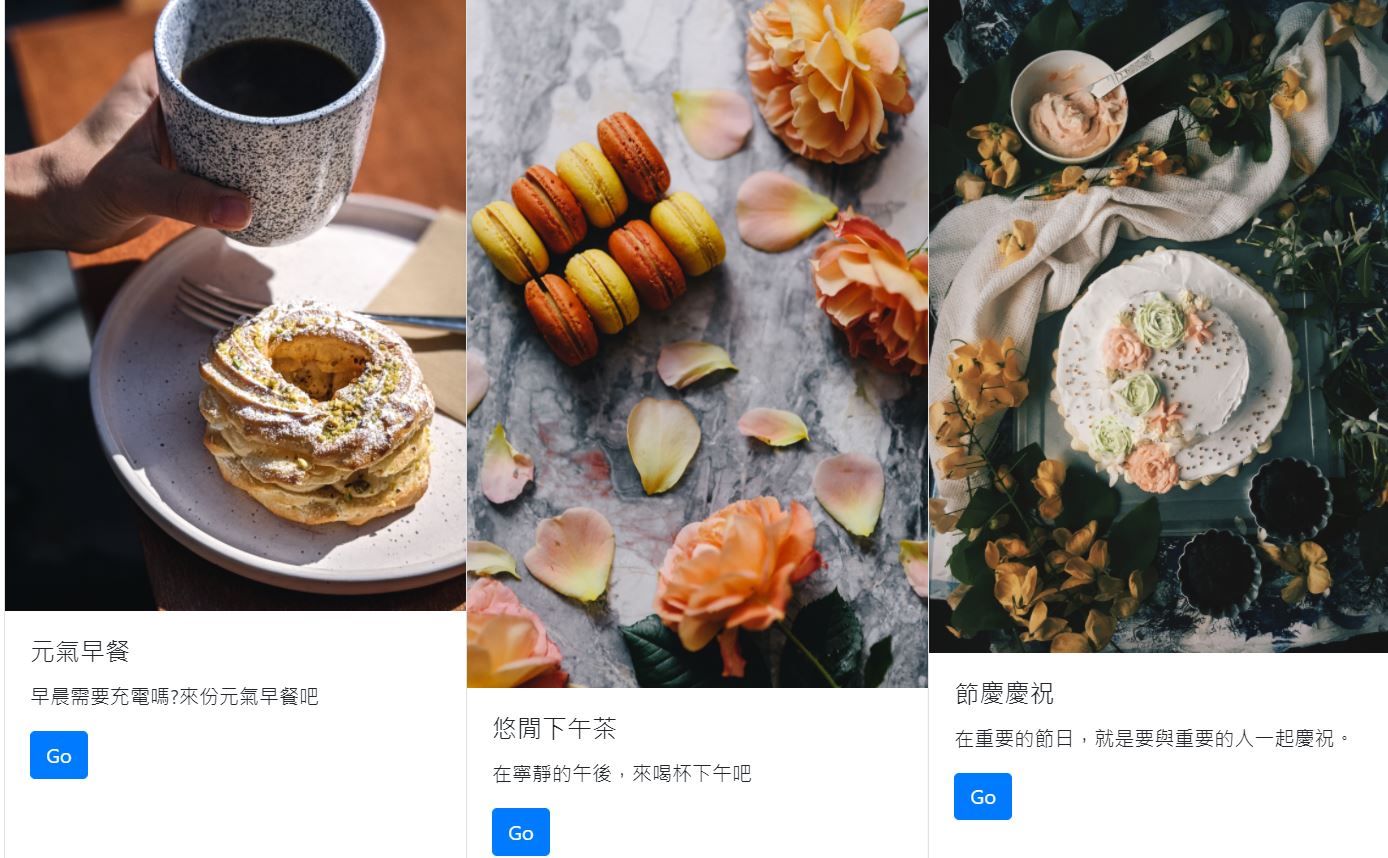 元氣早餐
早晨需要充電嗎?來份元氣早餐吧
Go
悠閒下午茶
在寧靜的午後，來喝杯下午吧
Go
節慶慶祝
在重要的節日，就是要與重要的人一起慶祝。
Go